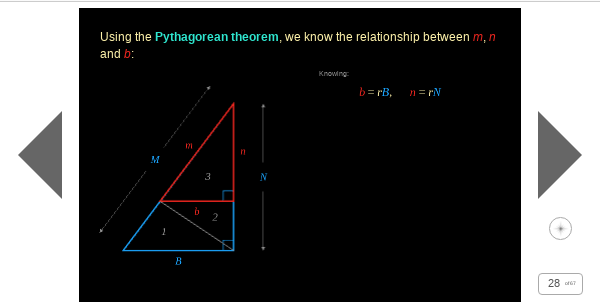 Using the Pythagorean theorem, we know the relationship between m, n
and b:
Knowing:
b = rB, n = rN
m
n
M
3
N
b
2
1
B
28 of 67